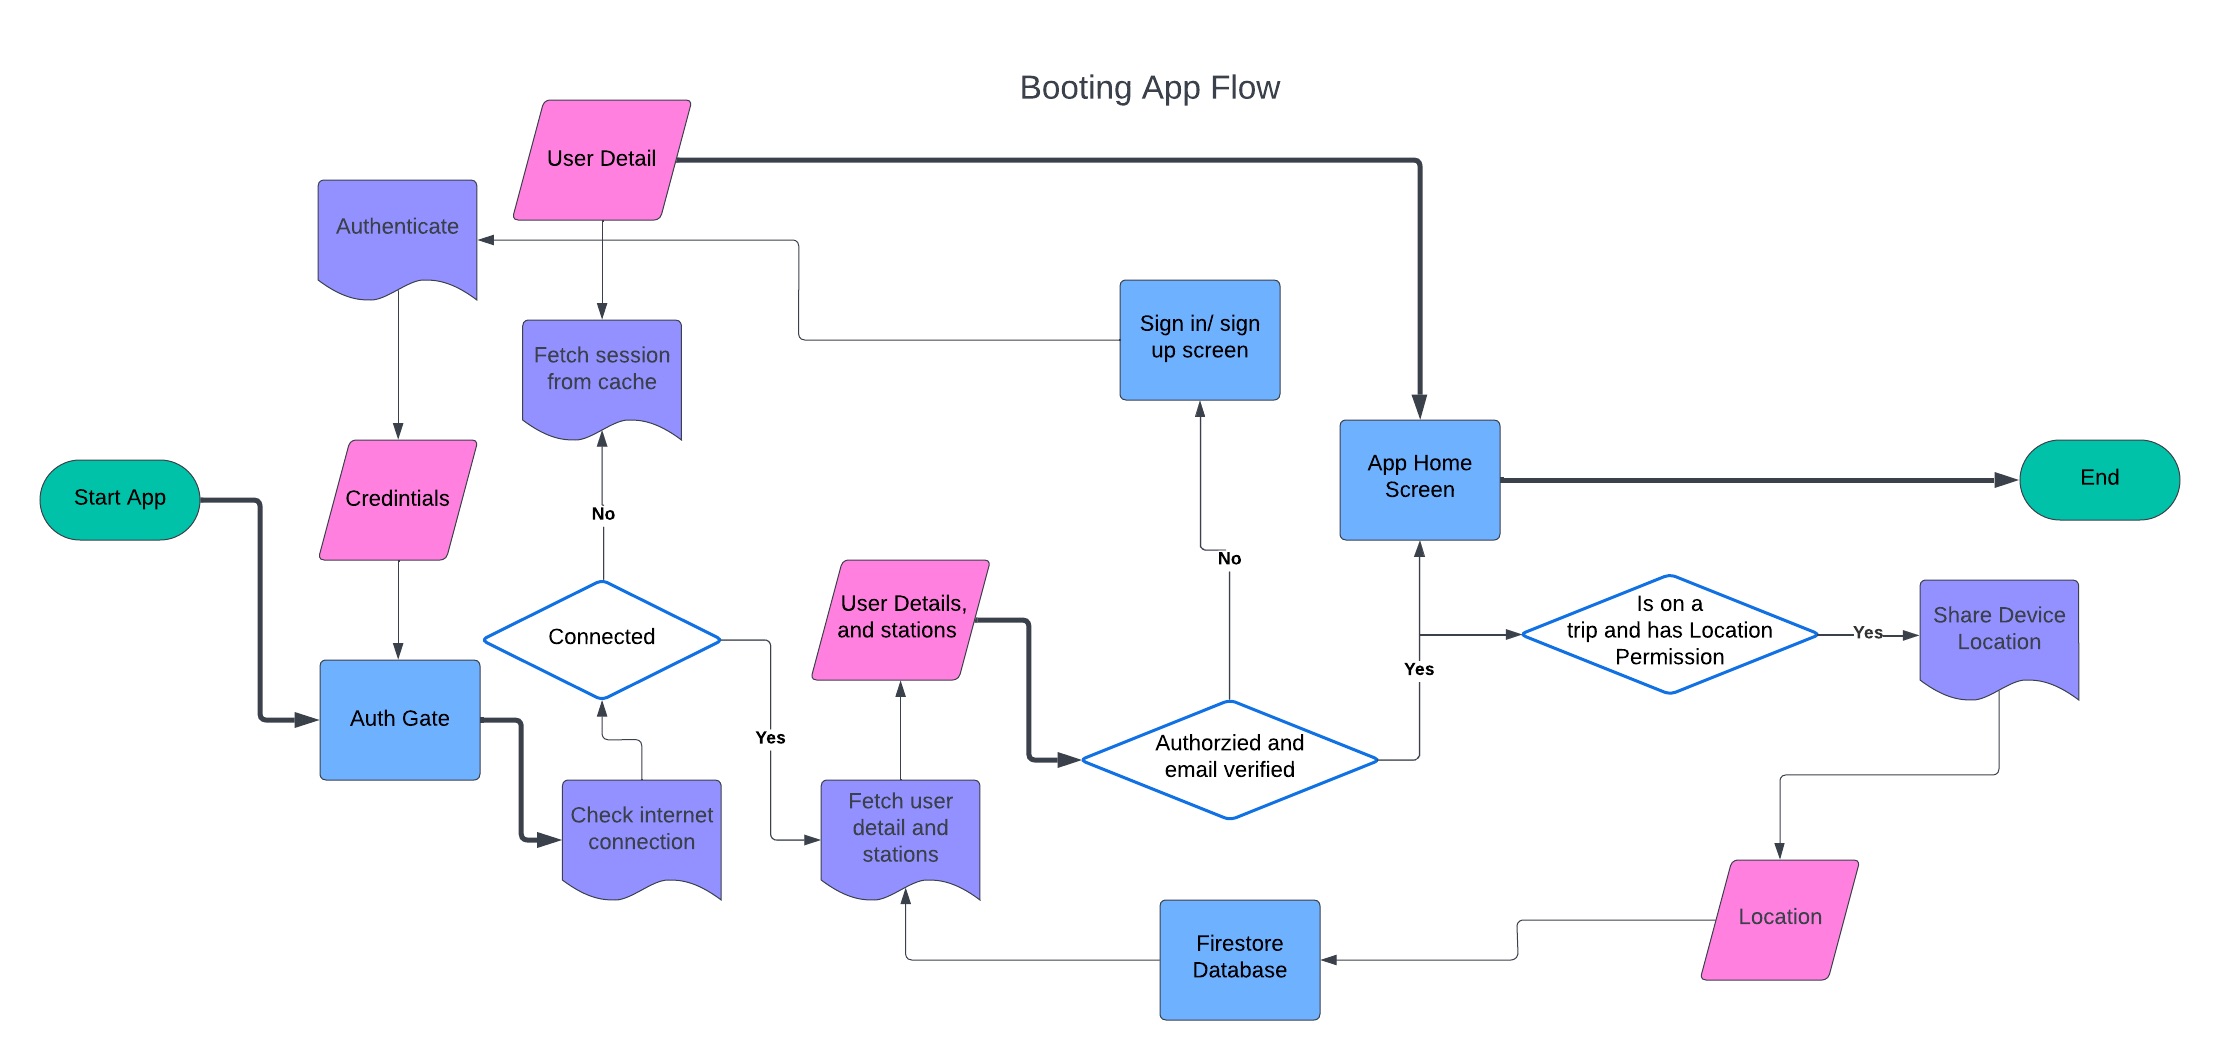 Booting App Flow
User Detail
Authenticate
Sign in/ sign
up screen
Fetch session
from cache
App Home
Screen
End
Start App
Credintials
No
No
User Details,
and stations
Is on a
trip and has Location
Permission
Yes
Share Device
Location
Connected
Yes
Auth Gate
Yes
Authorzied and
email verified
Check internet
connection
Fetch user
detail and
stations
Location
Firestore
Database